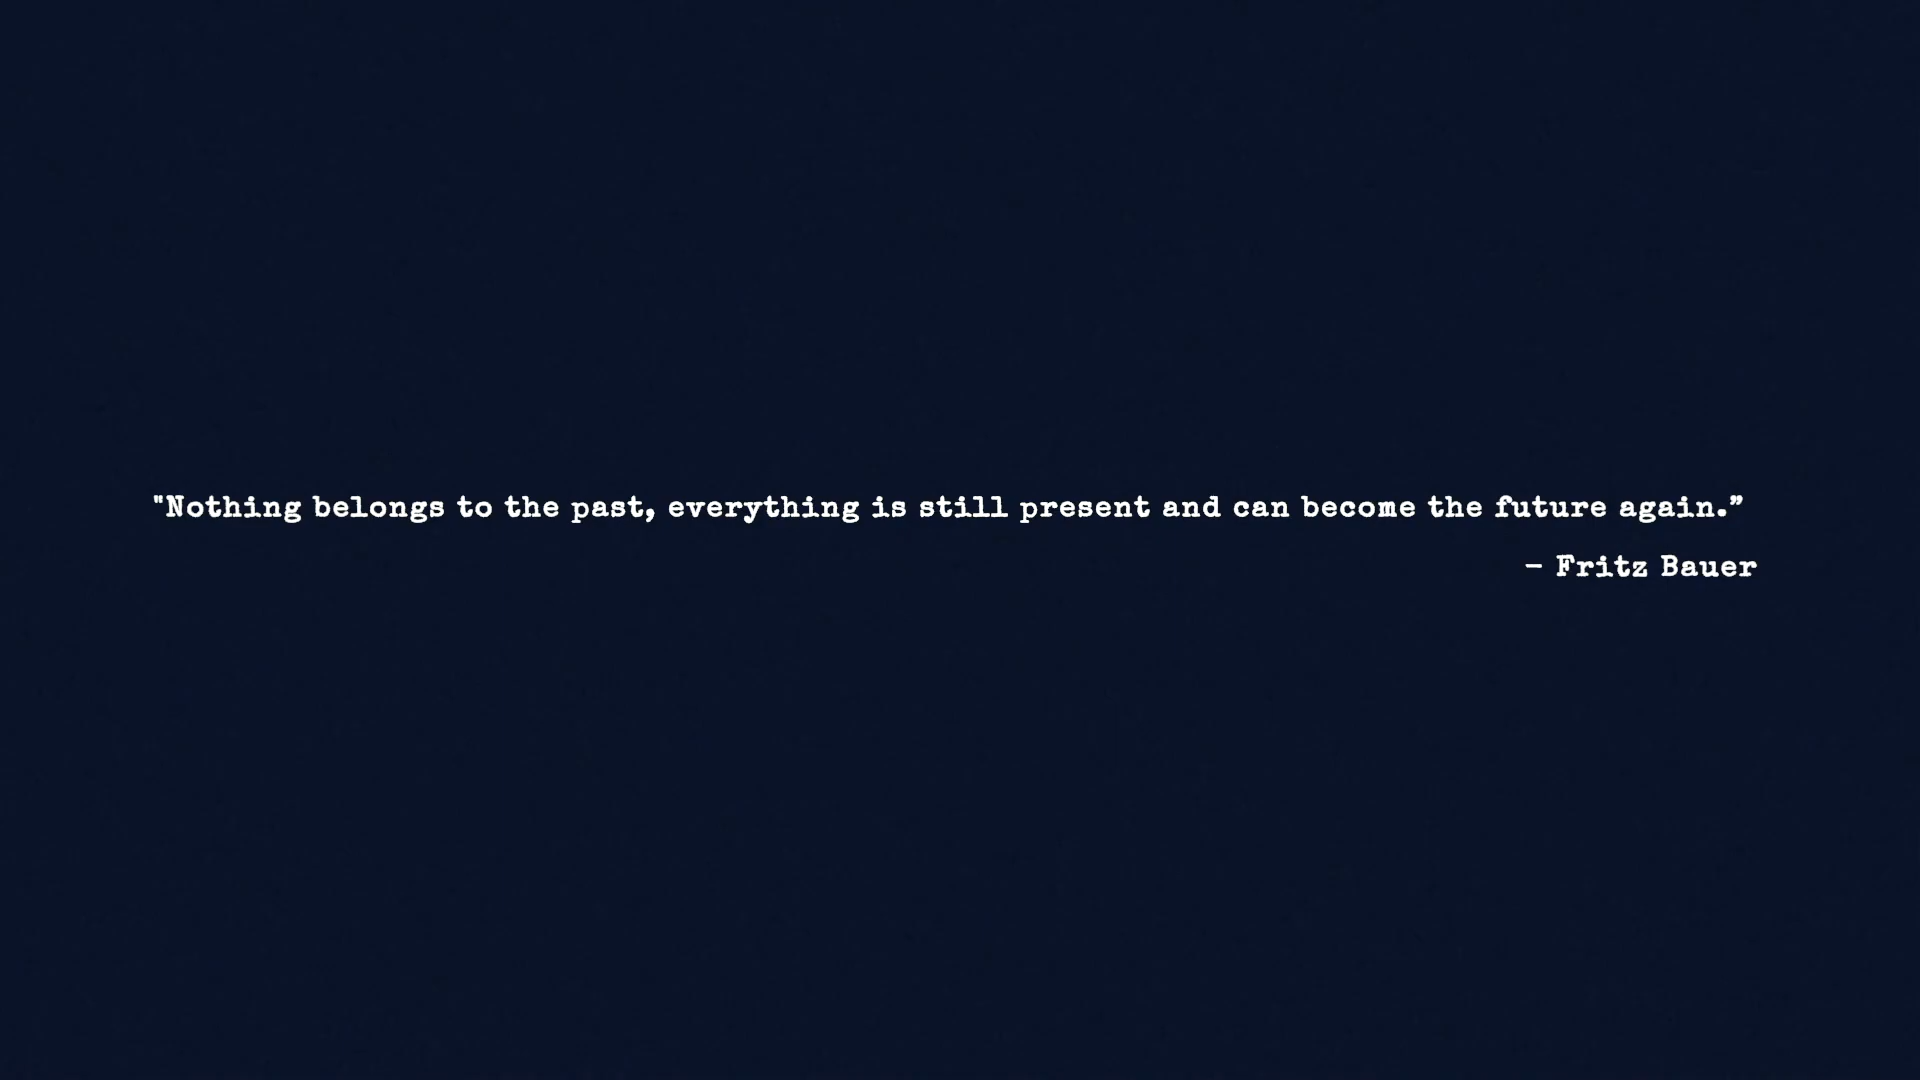 "Nothing belongs to the past, everything is still present and can become the future again.”
– Fritz Bauer